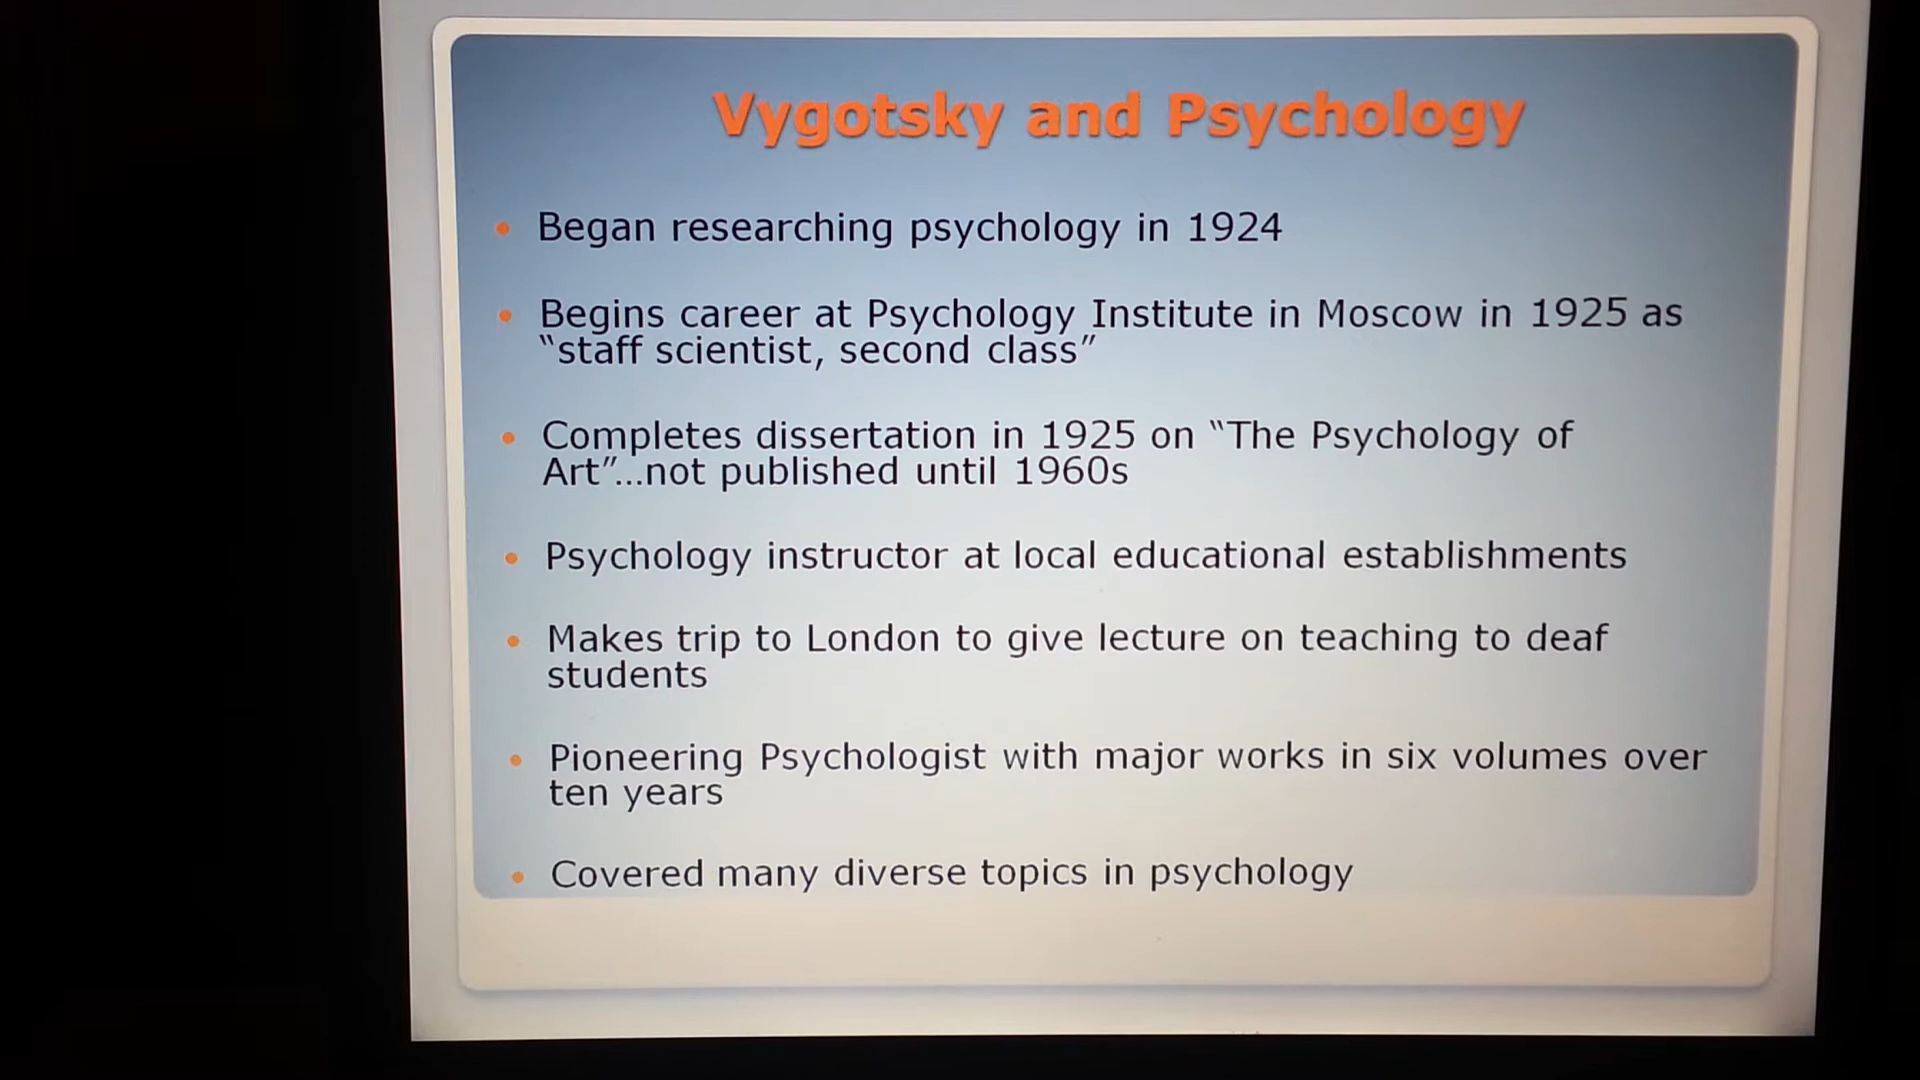 Vygotsky and Psychology
• Began researching psychology in 1924
• Begins career at Psychology Institute in Moscow in 1925 as
“staff scientist, second class”
• Completes dissertation in 1925 on “The Psychology of
Art”...not published until 1960s
• Psychology instructor at local educational establishments
• Makes trip to London to give lecture on teaching to deaf
students
• Pioneering Psychologist with major works in six volumes over
ten years
• Covered many diverse topics in psychology